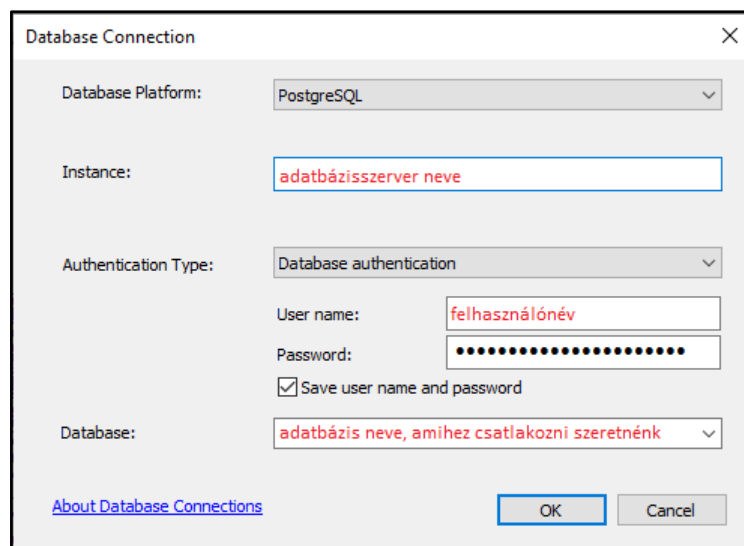 Database Connection
Database Platform: PostgreSQL
Instance: adatbázisszerver neve
Authentication Type: Database authentication
User name: felhasználónév
Password: ••••••••••••••••••••••
Save user name and password
Database: adatbázis neve, amihez csatlakozni szeretnénk
About Database Connections OK Cancel